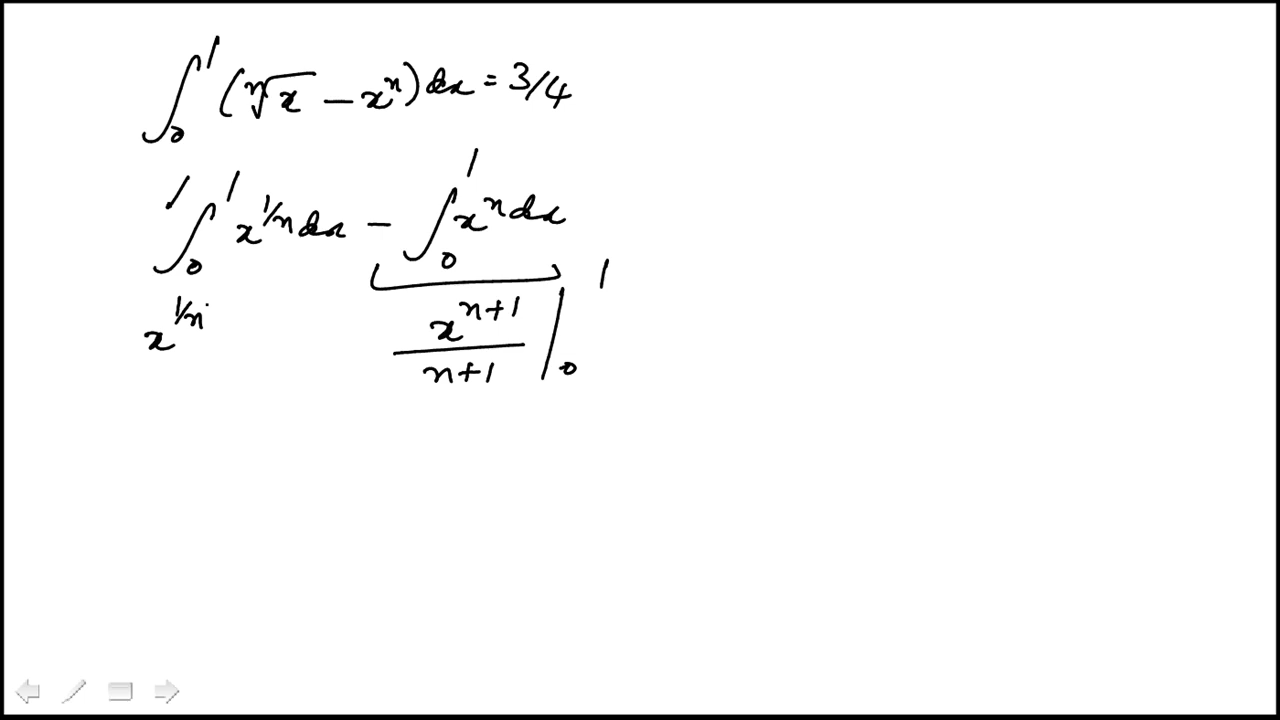 ∫₀¹ (ⁿ√x − xⁿ) dx = 3/4
∫₀¹ x^{1/n} dx − ∫₀¹ xⁿ dx
x^{1/n} x^{n+1}/(n+1) |₀¹